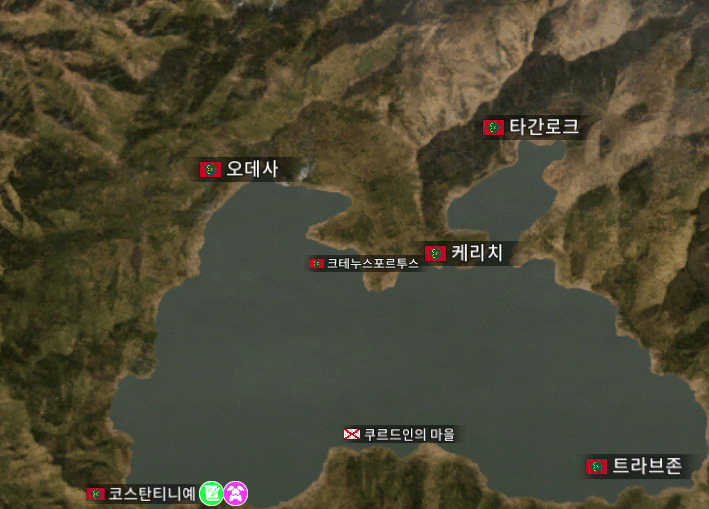 타간로크
오데사
케리치
크테누스포르투스
쿠르드인의 마을
트라브존
코스탄티니예